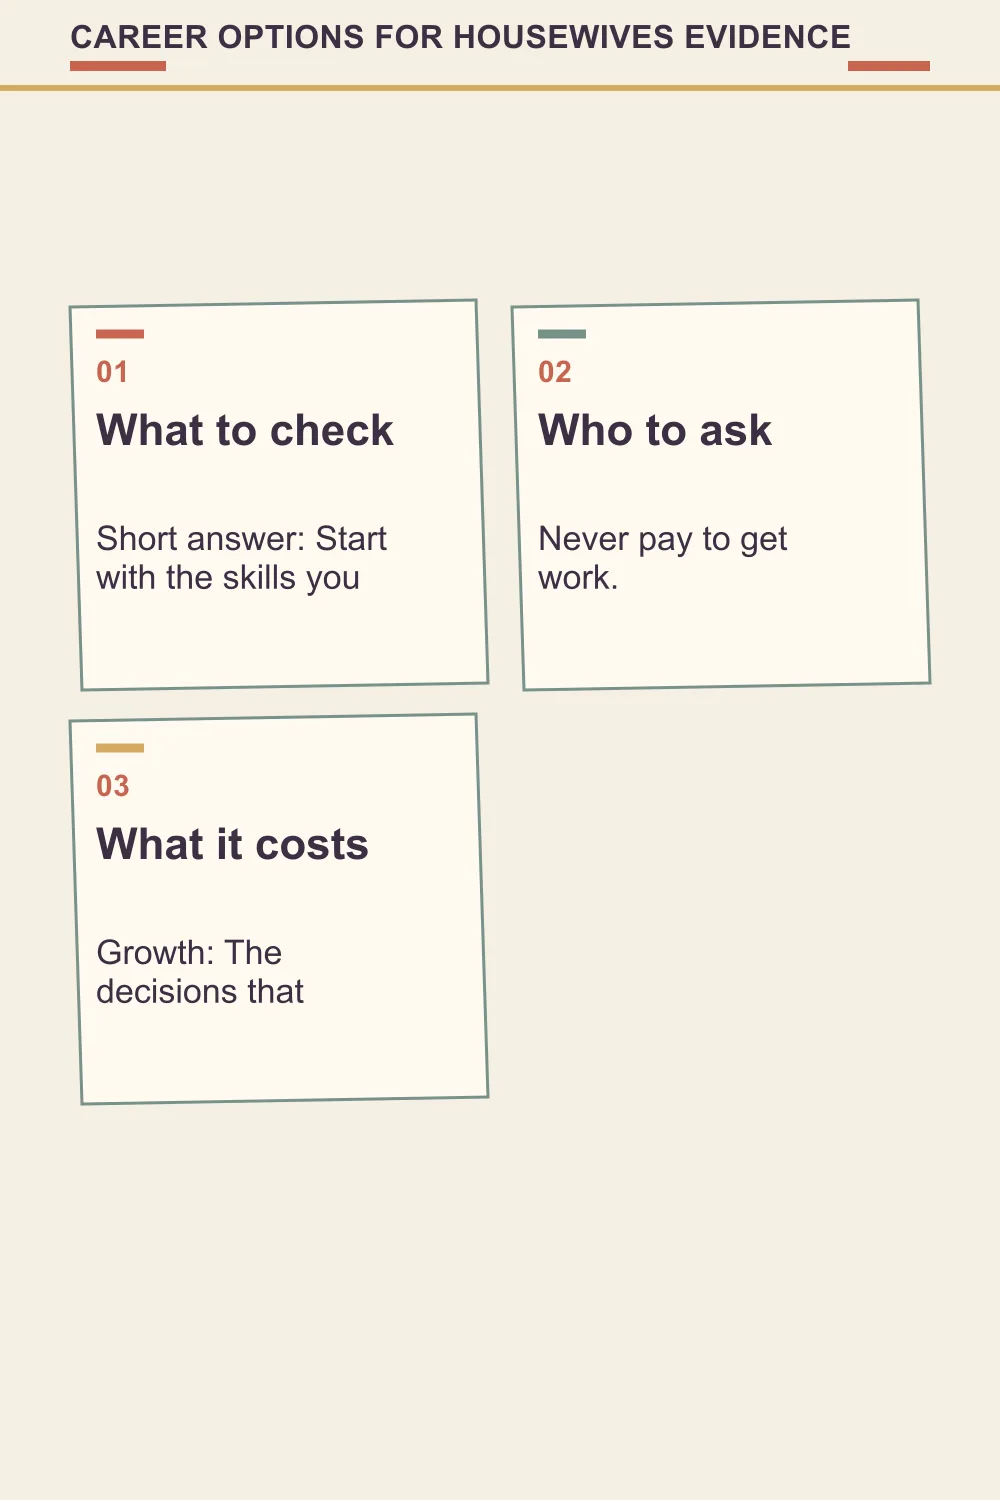 CAREER OPTIONS FOR HOUSEWIVES EVIDENCE
01
What to check
Short answer: Start
with the skills you
02
Who to ask
Never pay to get
work.
03
What it costs
Growth: The
decisions that